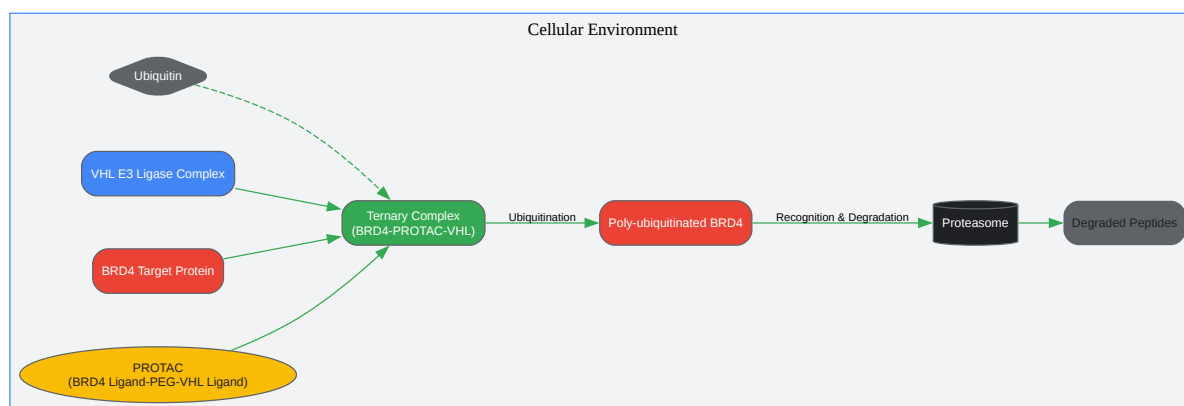 Cellular Environment
Ubiquitin
VHL E3 Ligase Complex
BRD4 Target Protein
PROTAC
(BRD4 Ligand-PEG-VHL Ligand)
Ternary Complex
(BRD4-PROTAC-VHL)
Ubiquitination
Poly-ubiquitinated BRD4
Recognition & Degradation
Proteasome
Degraded Peptides